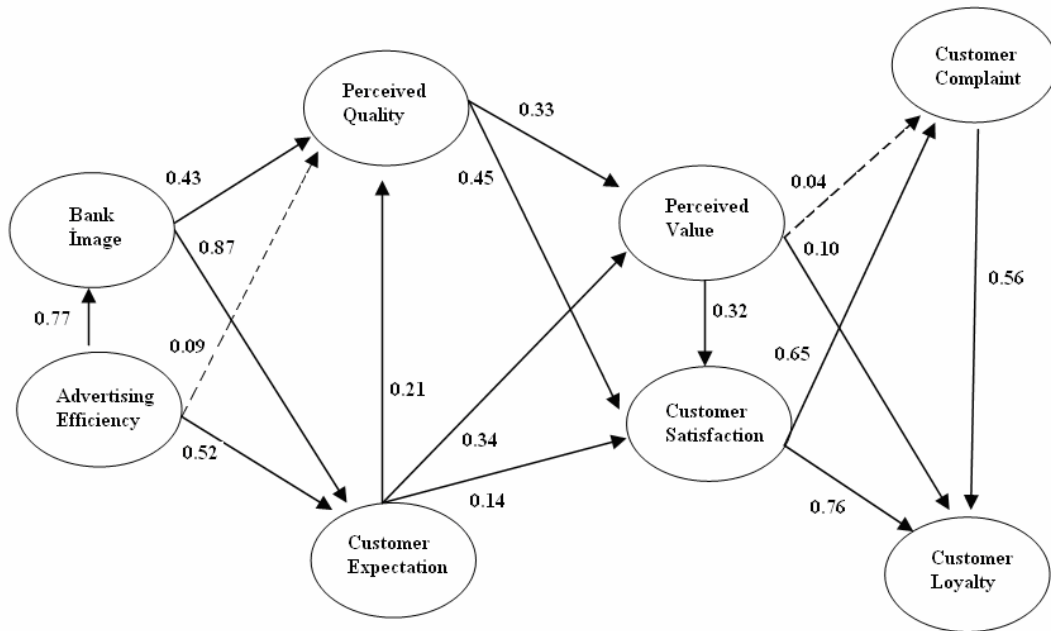 Customer
Complaint
Perceived
Quality
0.33
0.43
0.45
0.04
Bank
İmage
Perceived
Value
0.87
0.10
0.56
0.77
0.32
0.09
0.65
Advertising
Efficiency
0.21
Customer
Satisfaction
0.52
0.34
0.14
0.76
Customer
Expectation
Customer
Loyalty